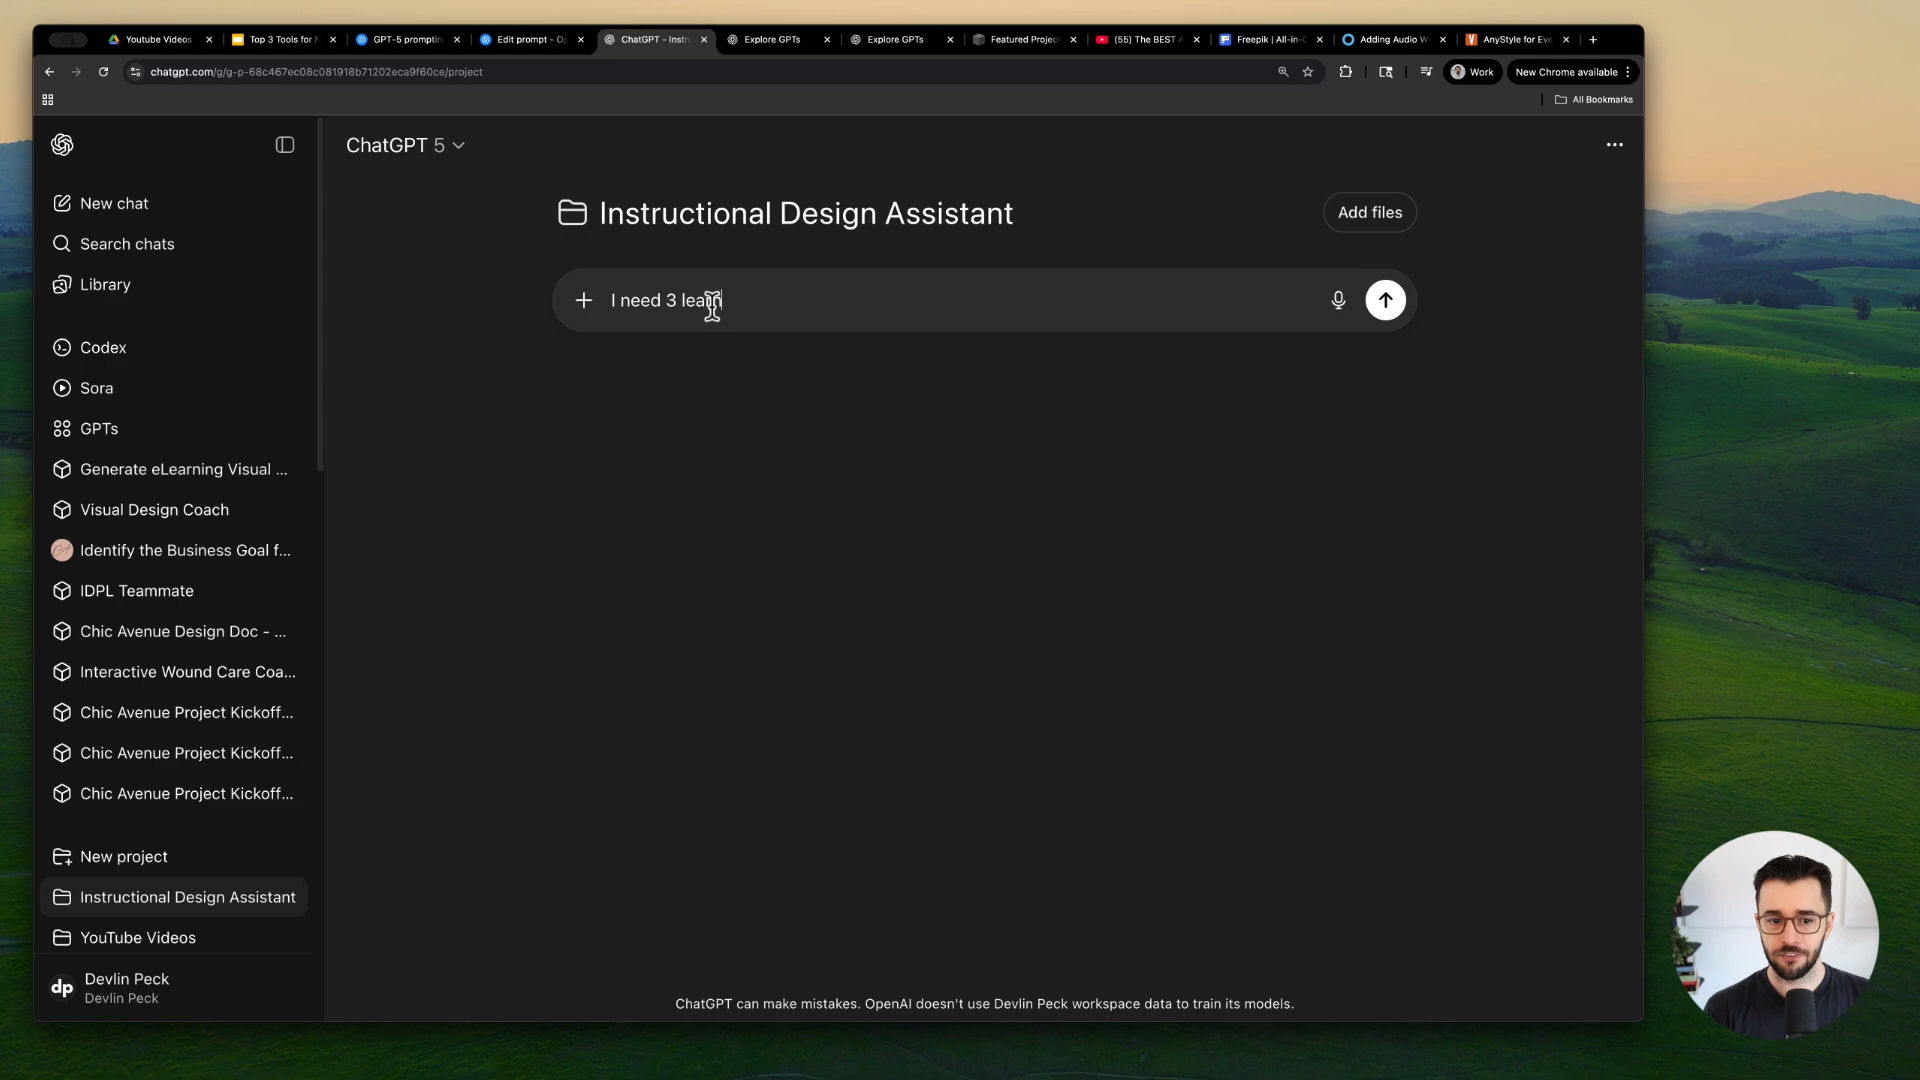 Youtube Videos
Top 3 Tools for
GPT-5 promptin
Edit prompt - Op
ChatGPT - Instr
Explore GPTs
Explore GPTs
Featured Projec
(55) The BEST A
Freepik | All-in-
Adding Audio W
AnyStyle for Eve
chatgpt.com/g/g-p-68c467ec08c081918b71202eca9f60ce/project
Work
New Chrome available
All Bookmarks
ChatGPT 5
New chat
Search chats
Library
Codex
Sora
GPTs
Generate eLearning Visual ...
Visual Design Coach
Identify the Business Goal f...
IDPL Teammate
Chic Avenue Design Doc - ...
Interactive Wound Care Coa...
Chic Avenue Project Kickoff...
Chic Avenue Project Kickoff...
Chic Avenue Project Kickoff...
New project
Instructional Design Assistant
YouTube Videos
dp
Devlin Peck
Devlin Peck
Instructional Design Assistant
Add files
I need 3 learn
ChatGPT can make mistakes. OpenAI doesn't use Devlin Peck workspace data to train its models.